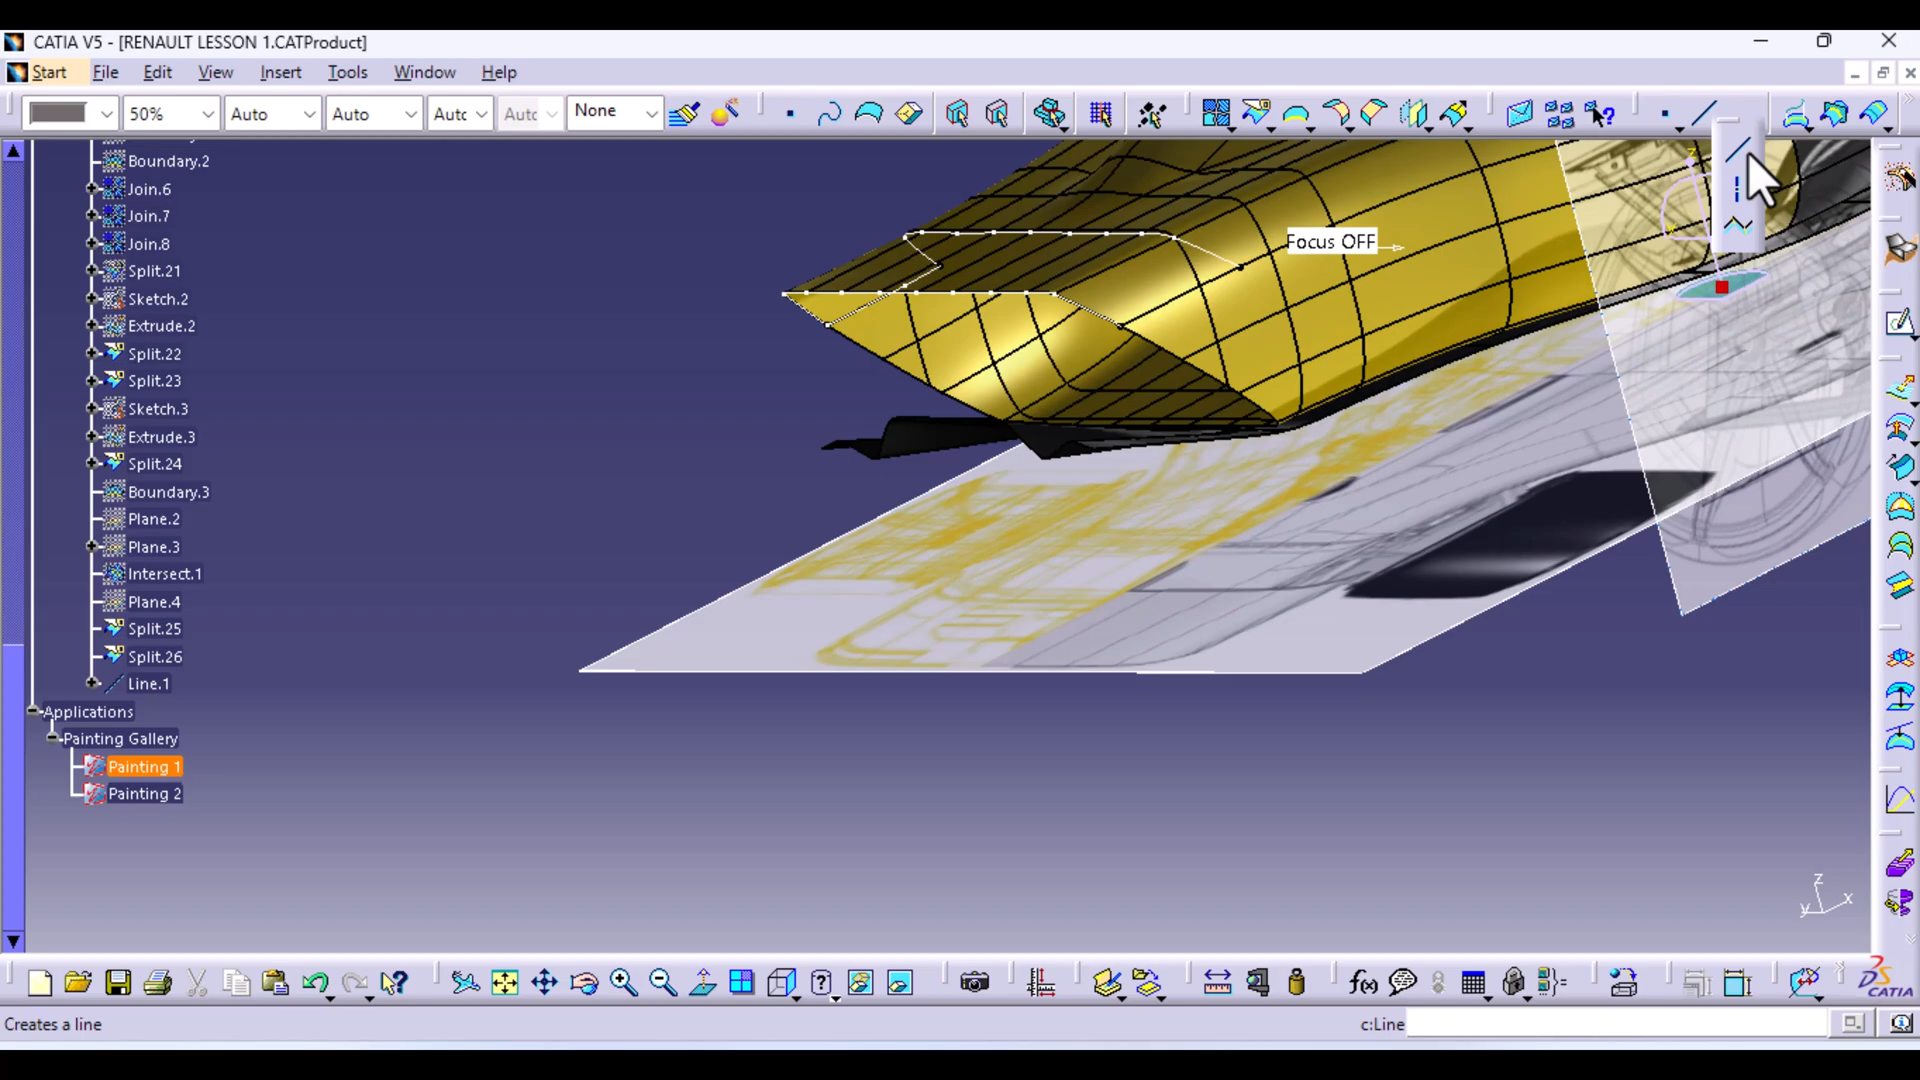 CATIA V5 - [RENAULT LESSON 1.CATProduct]
Start File Edit View Insert Tools Window Help
50% Auto Auto Autc Autc None
Boundary.2
Join.6
Join.7
Join.8
Split.21
Sketch.2
Extrude.2
Split.22
Split.23
Sketch.3
Extrude.3
Split.24
Boundary.3
Plane.2
Plane.3
Intersect.1
Plane.4
Split.25
Split.26
Line.1
Applications
Painting Gallery
Painting 1
Painting 2
Focus OFF
z
y x
f(x)
CATIA
Creates a line
c:Line